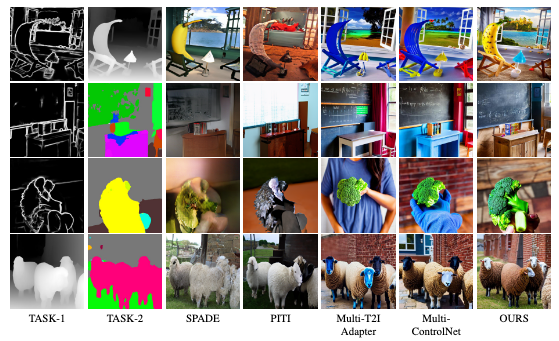 TASK-1 TASK-2 SPADE PITI Multi-T2I Multi- OURS
Adapter ControlNet